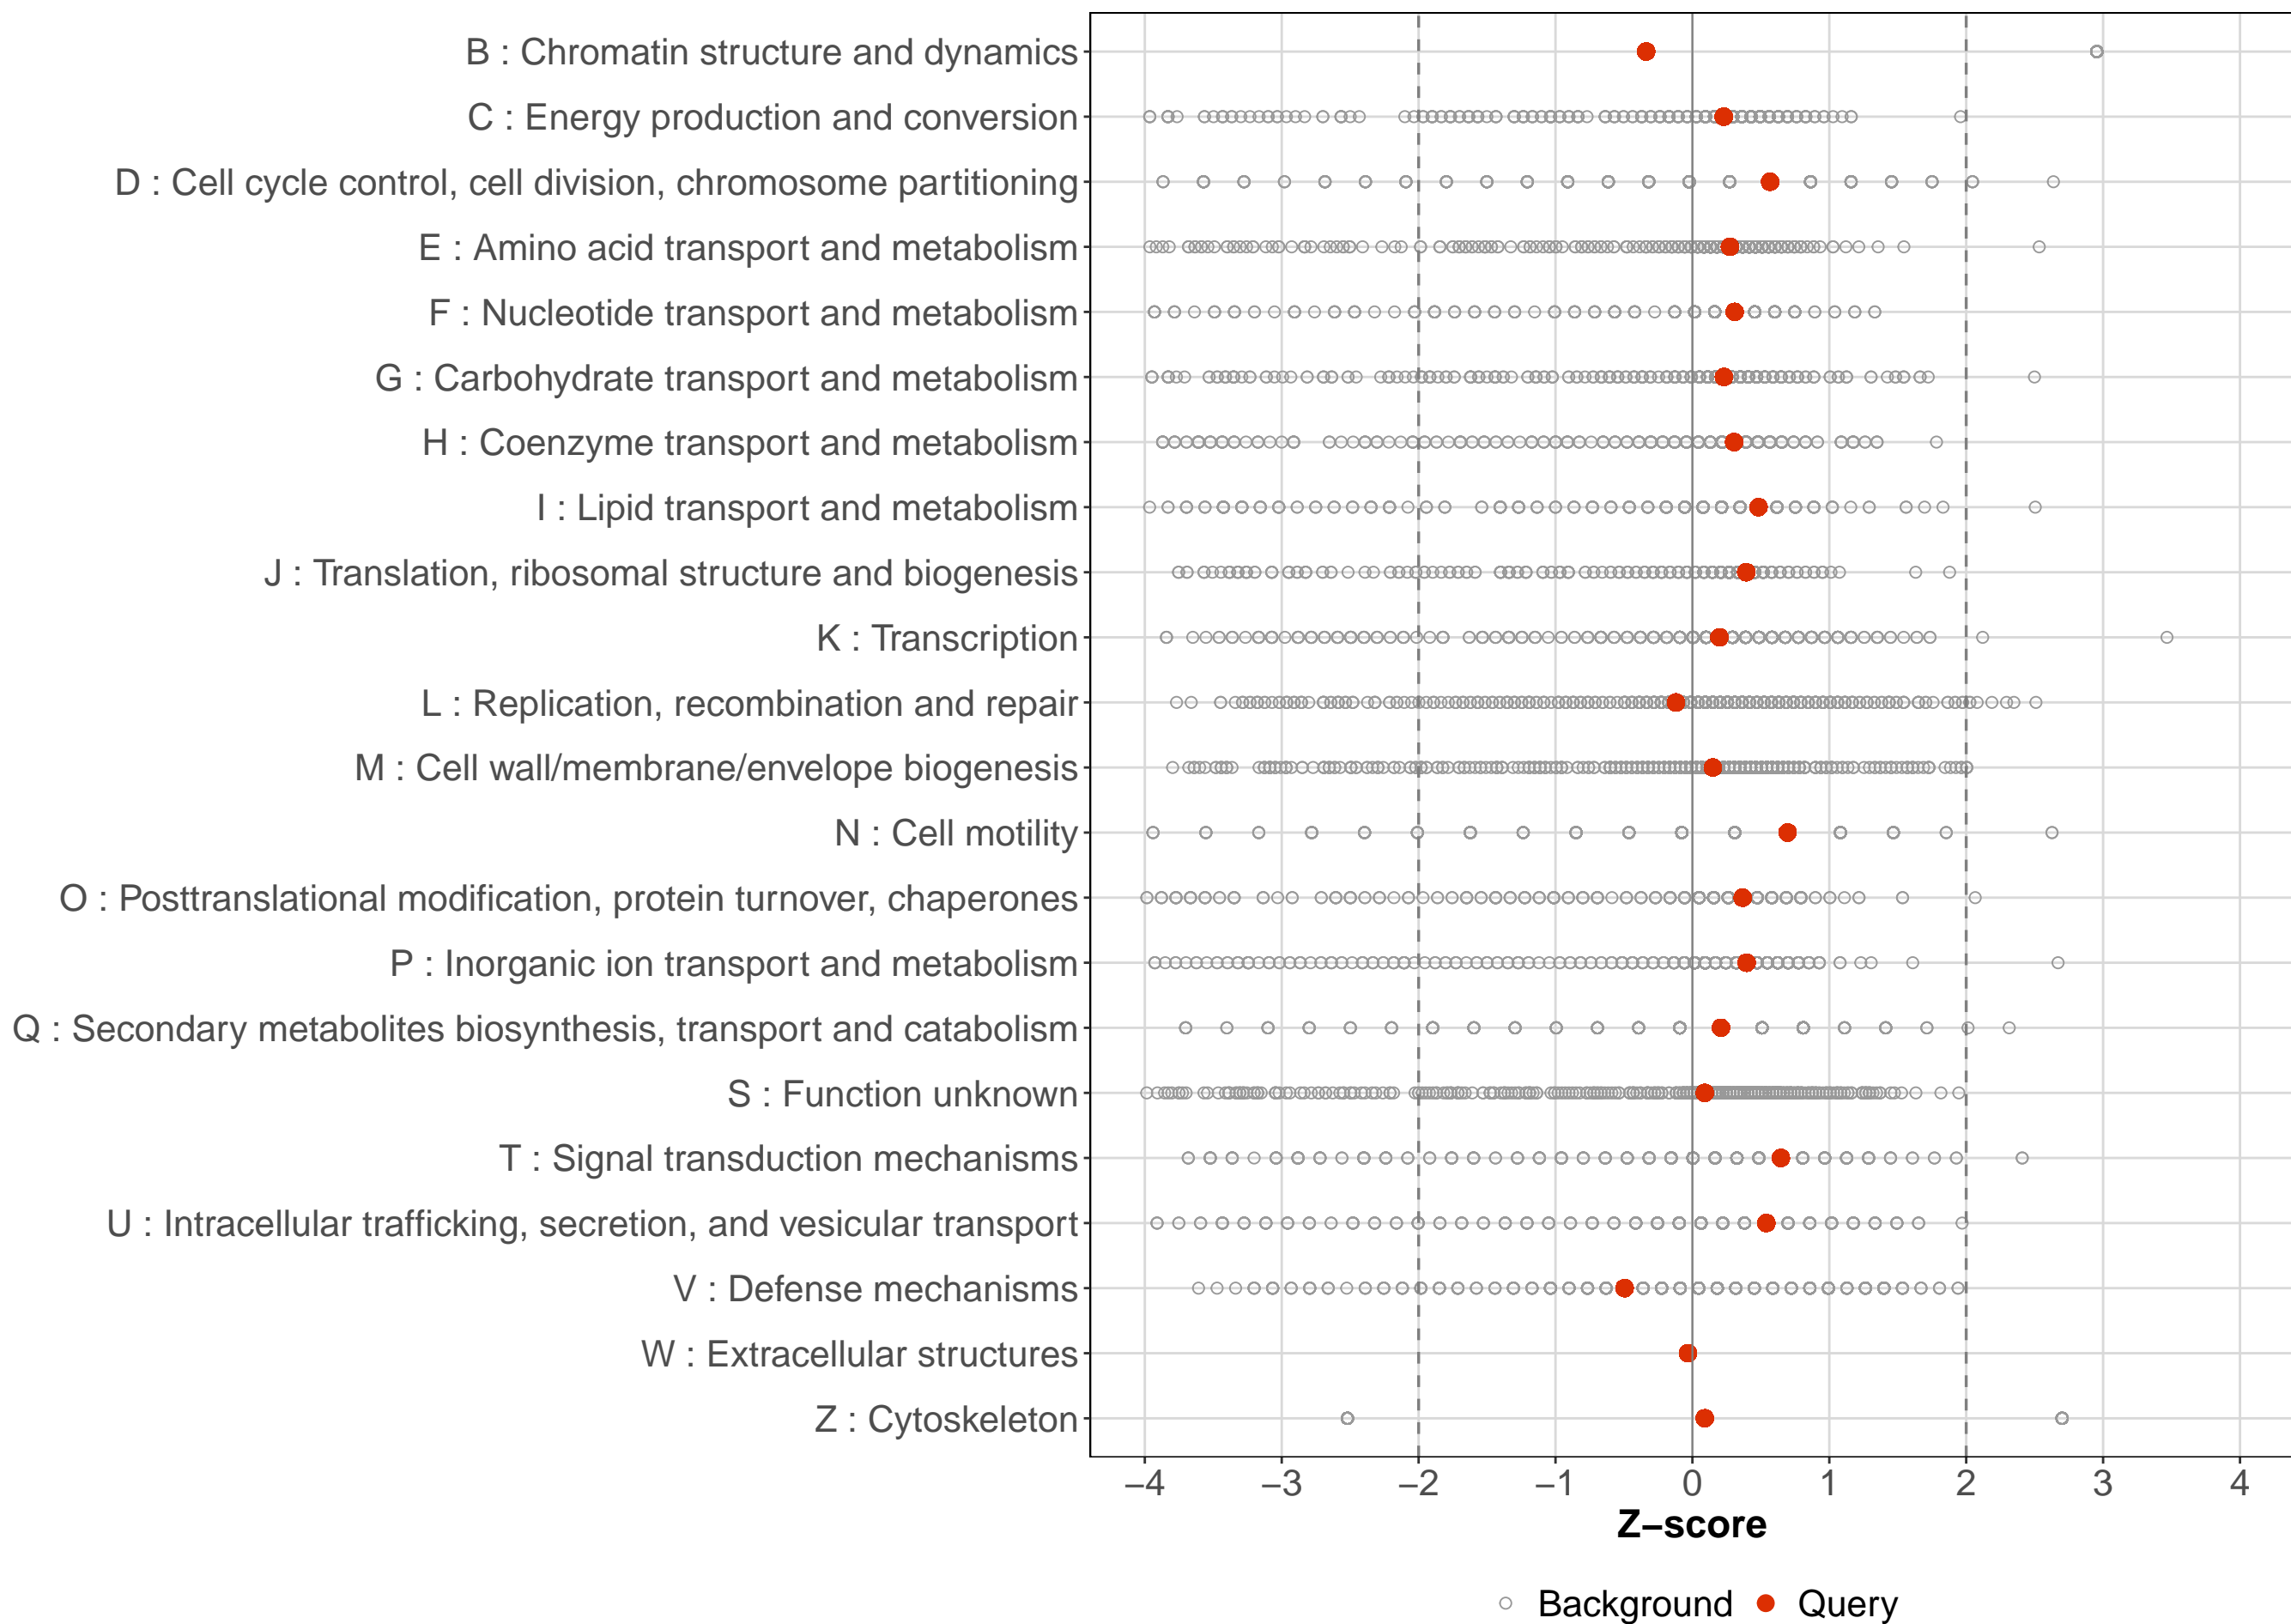 B : Chromatin structure and dynamics
C : Energy production and conversion
D : Cell cycle control, cell division, chromosome partitioning
E : Amino acid transport and metabolism
F : Nucleotide transport and metabolism
G : Carbohydrate transport and metabolism
H : Coenzyme transport and metabolism
I : Lipid transport and metabolism
J : Translation, ribosomal structure and biogenesis
K : Transcription
L : Replication, recombination and repair
M : Cell wall/membrane/envelope biogenesis
N : Cell motility
O : Posttranslational modification, protein turnover, chaperones
P : Inorganic ion transport and metabolism
Q : Secondary metabolites biosynthesis, transport and catabolism
S : Function unknown
T : Signal transduction mechanisms
U : Intracellular trafficking, secretion, and vesicular transport
V : Defense mechanisms
W : Extracellular structures
Z : Cytoskeleton
−4 −3 −2 −1 0 1 2 3 4
Z−score
Background Query